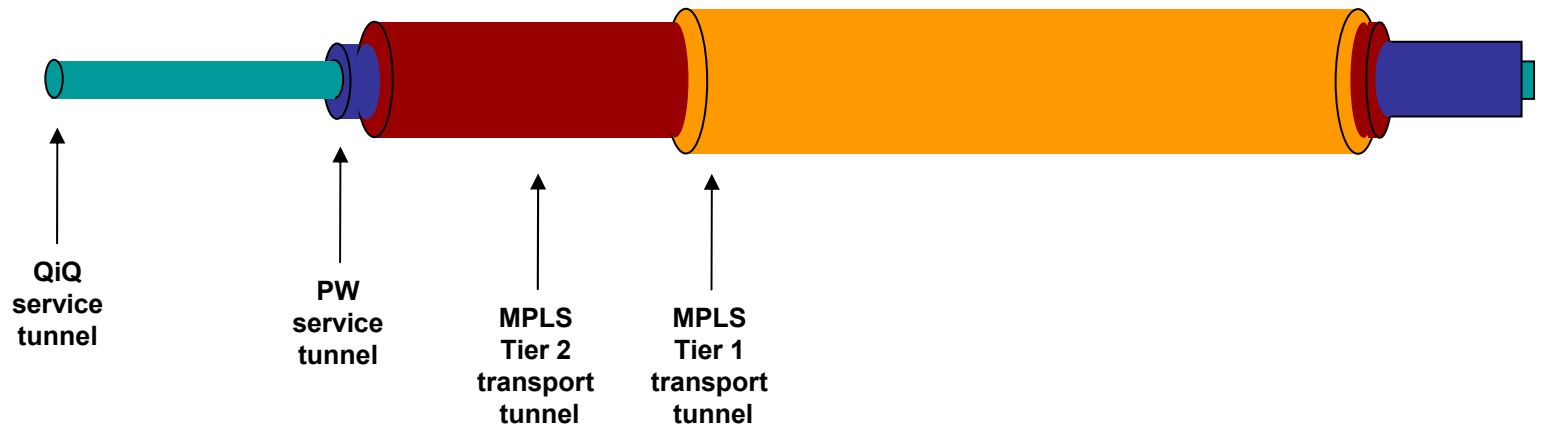 QiQ
service
tunnel
PW
service
tunnel
MPLS
Tier 2
transport
tunnel
MPLS
Tier 1
transport
tunnel